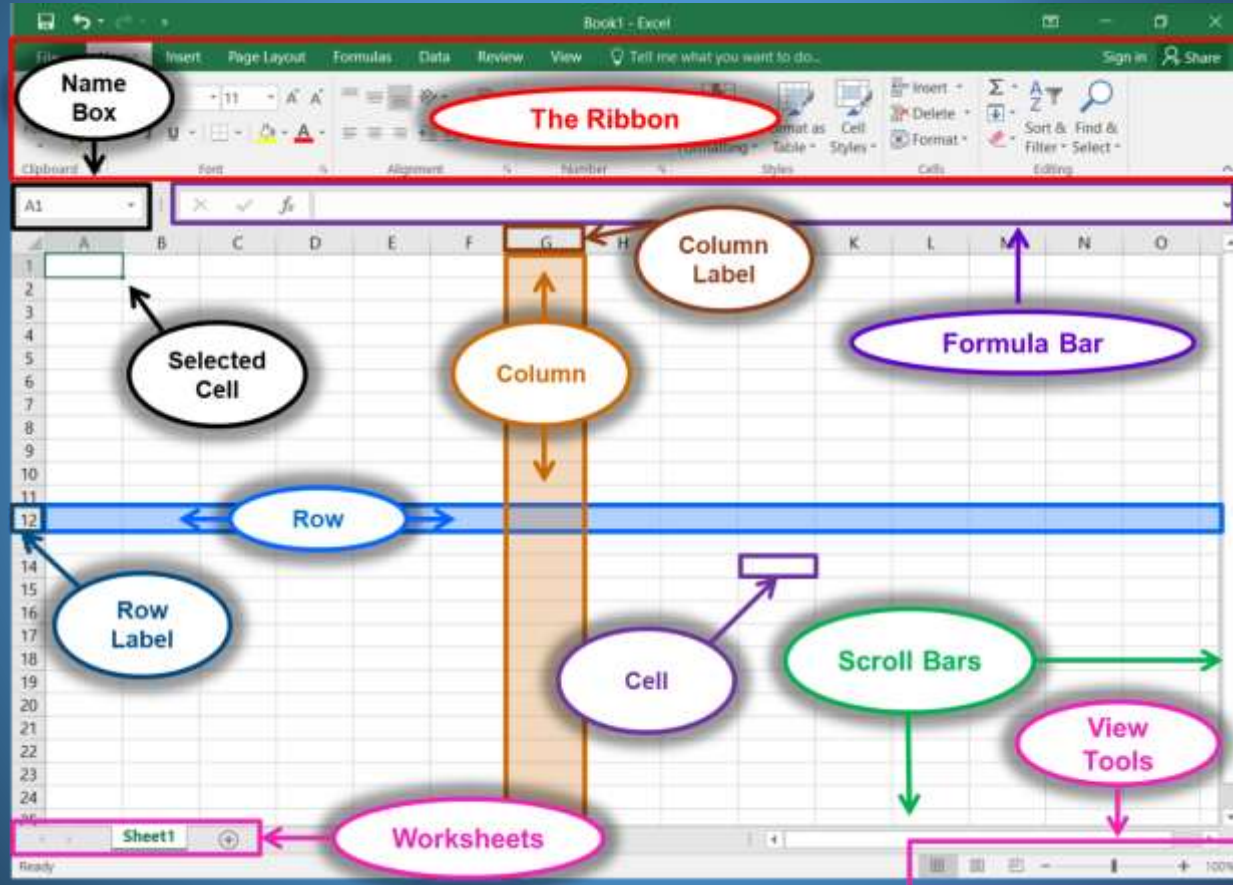 Book1 - Excel
Insert Page Layout Formulas Data Review View Tell me what you want to do... Sign in Share
Name
Box
11 A A
The Ribbon
Insert
Delete
Format
Table
Cell
Styles
Sort &
Filter
Find &
Select
Clipboard Font Alignment Number Styles Cells Editing
A1 fx
A B C D E F G H K L M N O
Column
Label
1
2
3
4
5
6
7
8
9
10
11
12
14
15
16
17
18
19
20
21
22
23
24
25
Formula Bar
Selected
Cell
Column
Row
Row
Label
Cell
Scroll Bars
View
Tools
Sheet1
Worksheets
Ready 100%